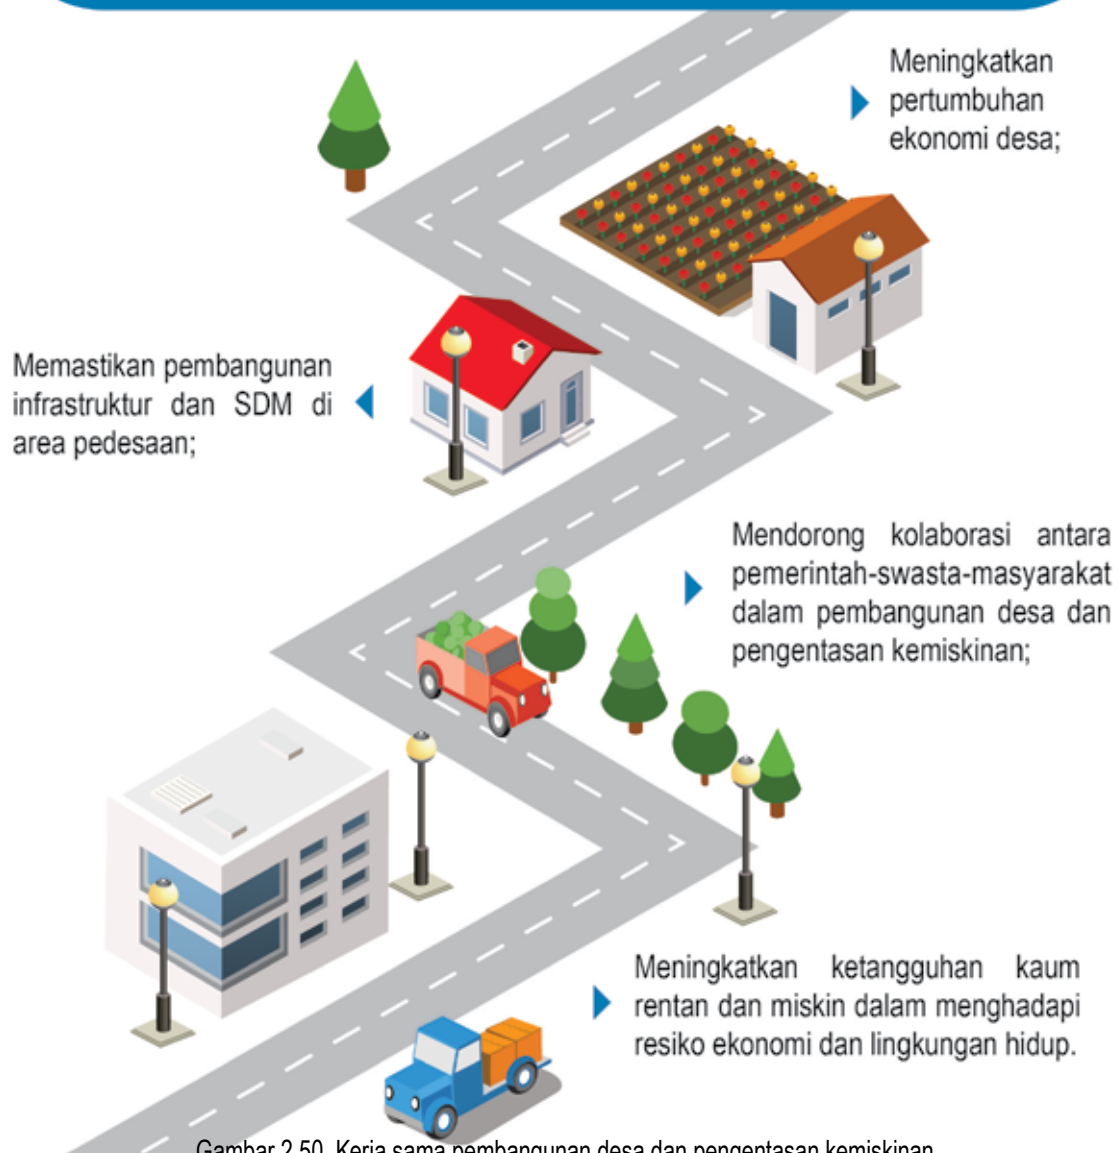 Meningkatkan
pertumbuhan
ekonomi desa;
Memastikan pembangunan
infrastruktur dan SDM di
area pedesaan;
Mendorong kolaborasi antara
pemerintah-swasta-masyarakat
dalam pembangunan desa dan
pengentasan kemiskinan;
Meningkatkan ketangguhan kaum
rentan dan miskin dalam menghadapi
resiko ekonomi dan lingkungan hidup.
Gambar 2.50. Kerja sama pembangunan desa dan pengentasan kemiskinan